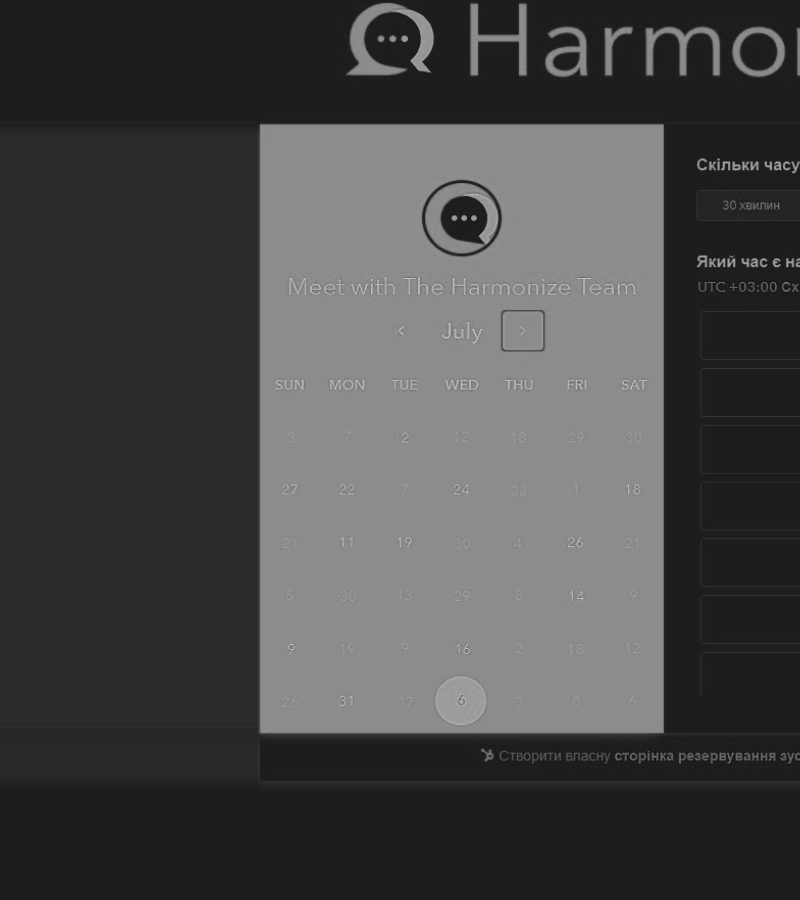 Harmo
Meet with The Harmonize Team
July
SUN MON TUE WED THU FRI SAT
3 7 2 12 18 29 30
27 22 7 24 22 1 18
21 11 19 30 4 26 21
5 30 13 29 8 14 9
9 19 9 16 2 18 12
26 31 17 6 3 8 6
Скільки часу
30 хвилин
Який час є на
UTC +03:00 Сх
Створити власну сторінка резервування зус